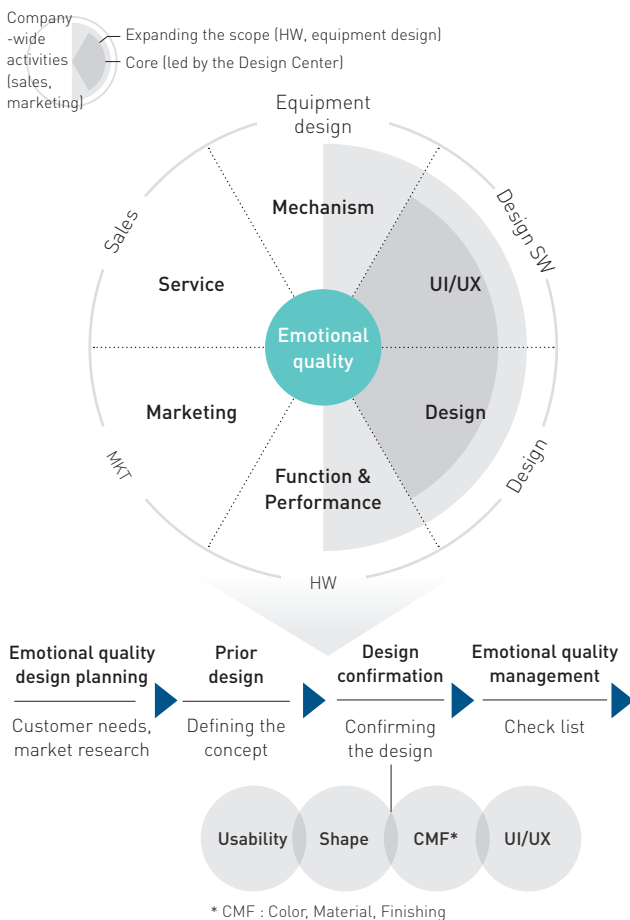 Company
-wide
activities
(sales,
marketing)
Expanding the scope (HW, equipment design)
Core (led by the Design Center)
Equipment
design
Mechanism
Sales
Design SW
Service
UI/UX
Emotional
quality
Marketing
Design
MKT
Design
Function &
Performance
HW
Emotional quality
design planning
Customer needs,
market research
Prior
design
Defining the
concept
Design
confirmation
Confirming
the design
Emotional quality
management
Check list
Usability
Shape
CMF*
UI/UX
* CMF : Color, Material, Finishing